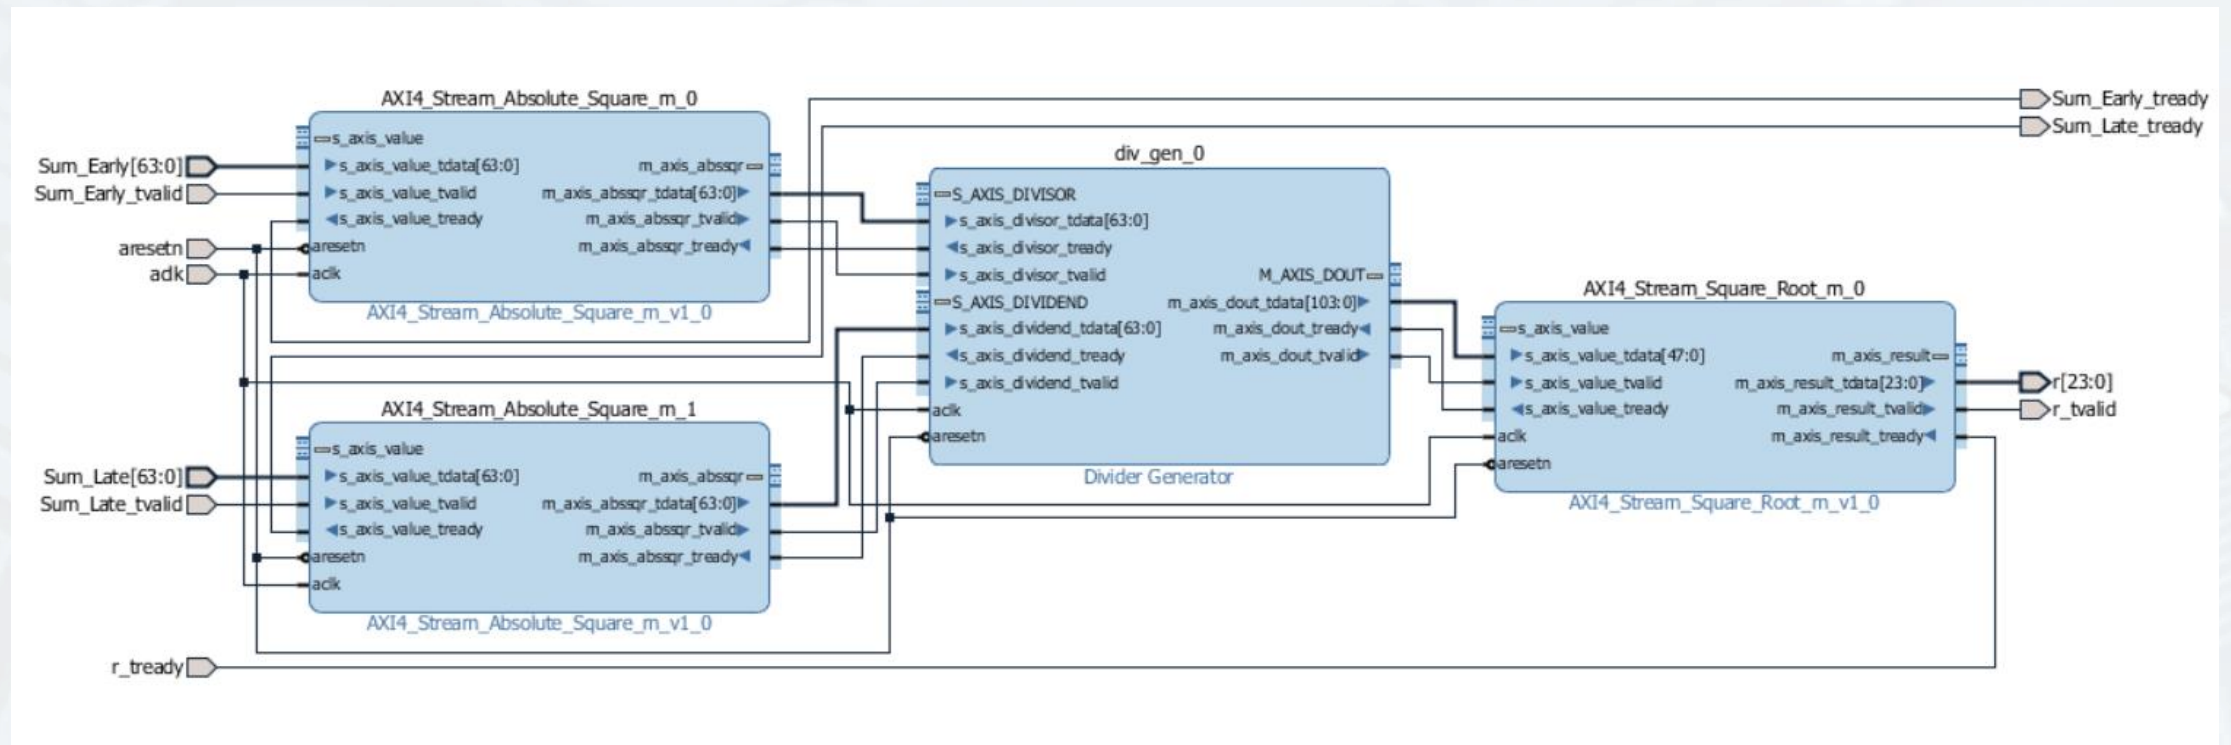 AXI4_Stream_Absolute_Square_m_0
s_axis_value
Sum_Early[63:0]
s_axis_value_tdata[63:0]
m_axis_abssqr
Sum_Early_tvalid
s_axis_value_tvalid
m_axis_abssqr_tdata[63:0]
s_axis_value_tready
m_axis_abssqr_tvalid
aresetn
aresetn
m_axis_abssqr_tready
aclk
aclk
AXI4_Stream_Absolute_Square_m_v1_0
AXI4_Stream_Absolute_Square_m_1
s_axis_value
Sum_Late[63:0]
s_axis_value_tdata[63:0]
m_axis_abssqr
Sum_Late_tvalid
s_axis_value_tvalid
m_axis_abssqr_tdata[63:0]
s_axis_value_tready
m_axis_abssqr_tvalid
aresetn
m_axis_abssqr_tready
aclk
AXI4_Stream_Absolute_Square_m_v1_0
r_tready
div_gen_0
S_AXIS_DIVISOR
s_axis_divisor_tdata[63:0]
s_axis_divisor_tready
s_axis_divisor_tvalid
M_AXIS_DOUT
S_AXIS_DIVIDEND
m_axis_dout_tdata[103:0]
s_axis_dividend_tdata[63:0]
m_axis_dout_tready
s_axis_dividend_tready
m_axis_dout_tvalid
s_axis_dividend_tvalid
aclk
aresetn
Divider Generator
AXI4_Stream_Square_Root_m_0
s_axis_value
s_axis_value_tdata[47:0]
m_axis_result
s_axis_value_tvalid
m_axis_result_tdata[23:0]
s_axis_value_tready
m_axis_result_tvalid
aclk
m_axis_result_tready
aresetn
AXI4_Stream_Square_Root_m_v1_0
Sum_Early_tready
Sum_Late_tready
r[23:0]
r_tvalid